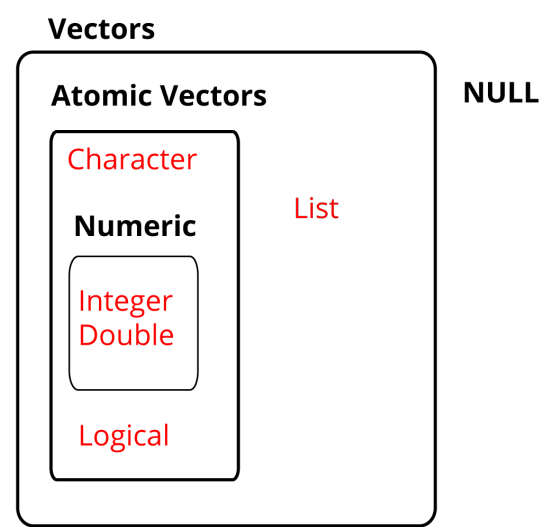 Vectors
Atomic Vectors
NULL
Character
List
Numeric
Integer
Double
Logical